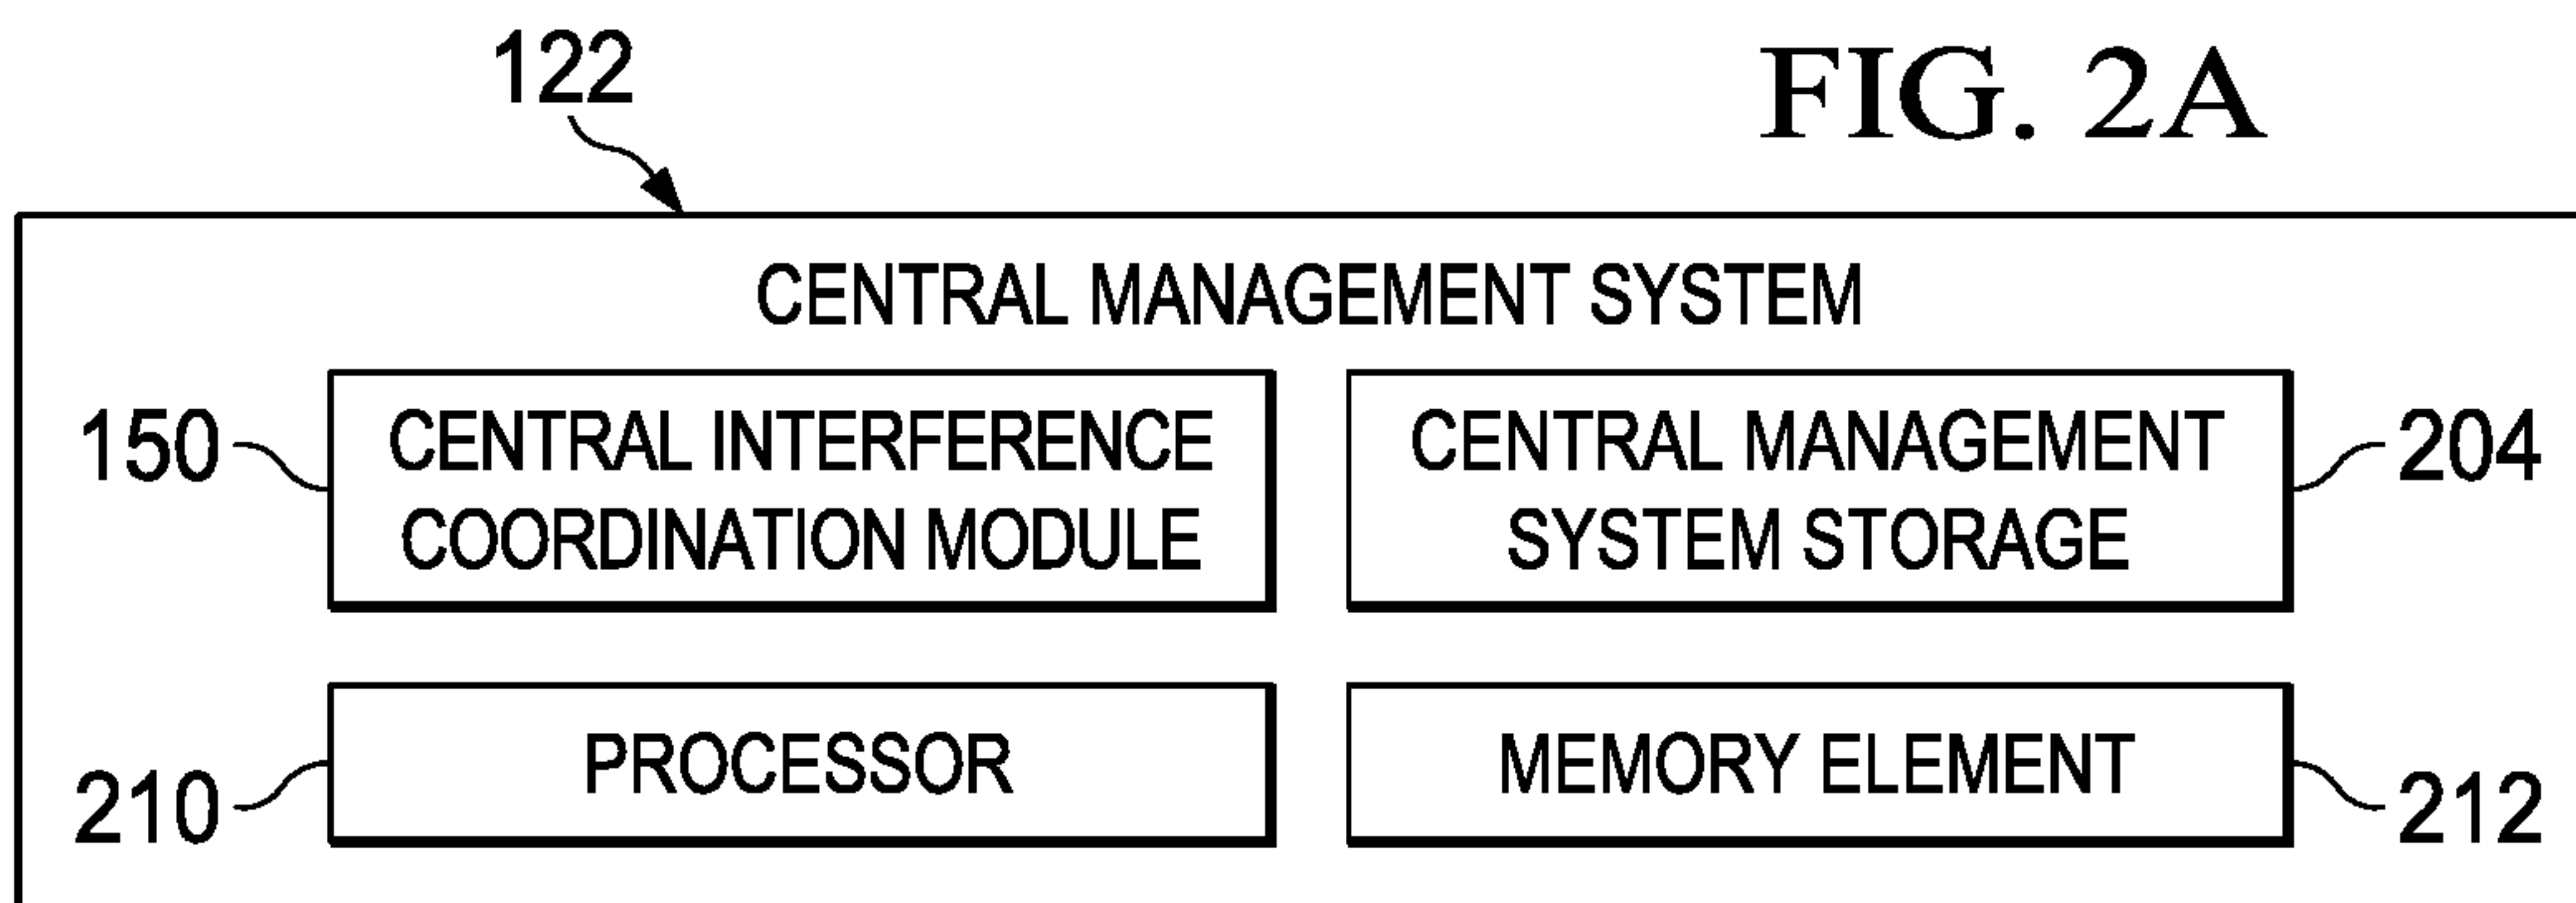 122
FIG. 2A
CENTRAL MANAGEMENT SYSTEM
150
CENTRAL INTERFERENCE
COORDINATION MODULE
CENTRAL MANAGEMENT
SYSTEM STORAGE
204
210
PROCESSOR
MEMORY ELEMENT
212